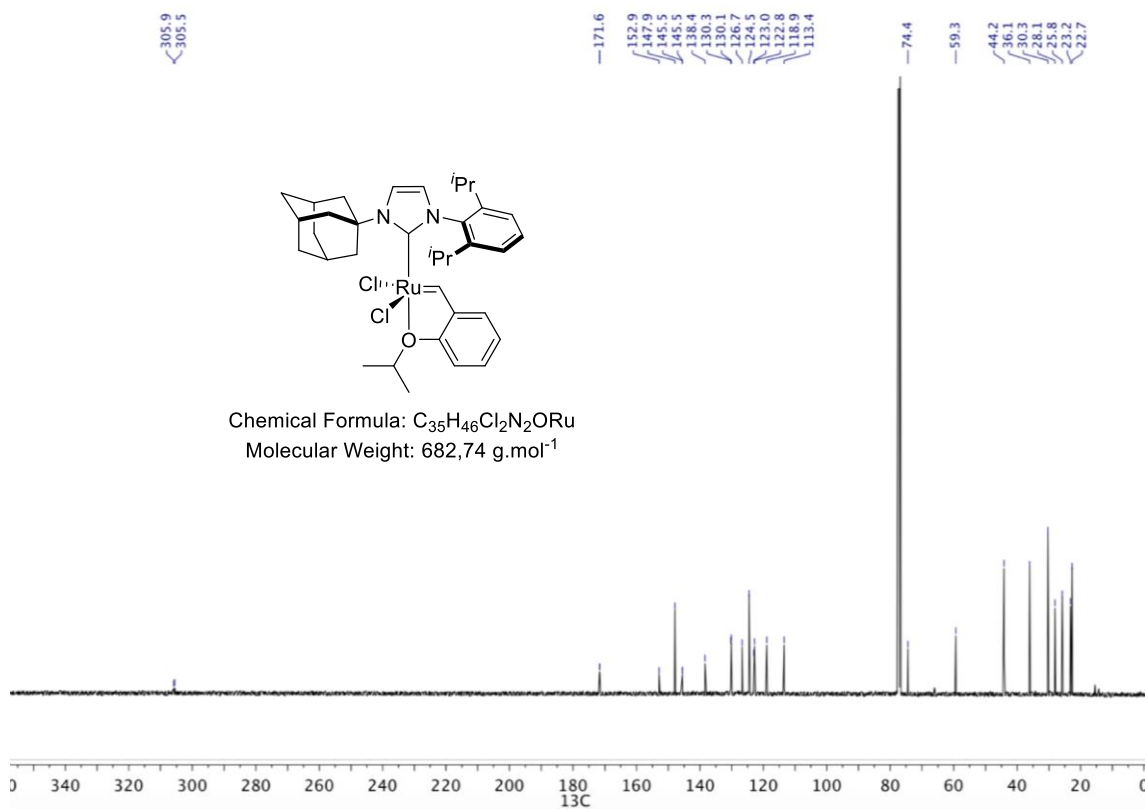 305.9
305.5
171.6
152.9
147.9
145.5
145.5
138.4
130.3
130.1
126.7
124.5
123.0
122.8
118.9
113.4
74.4
59.3
44.2
36.1
30.3
28.1
25.8
23.2
22.7
iPr
N N
iPr
Cl Ru
Cl
O
Chemical Formula: C₃₅H₄₆Cl₂N₂ORu
Molecular Weight: 682,74 g.mol⁻¹
0 340 320 300 280 260 240 220 200 180 160 140 120 100 80 60 40 20 0
13C